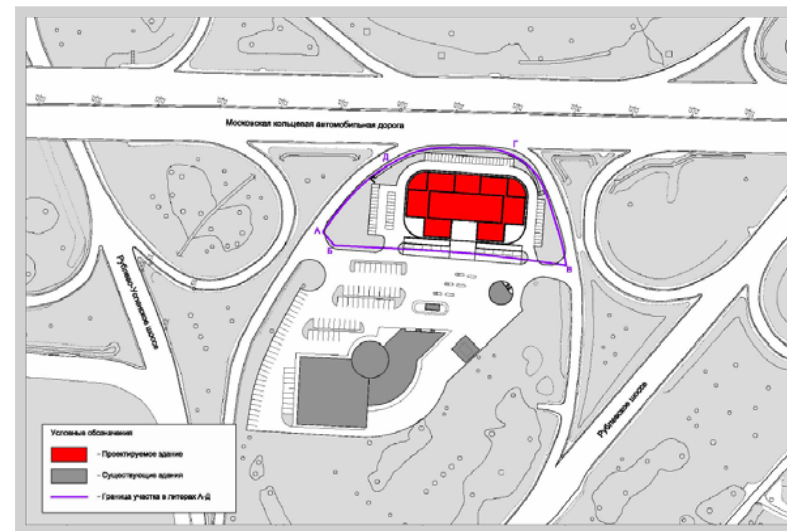 Московская кольцевая автомобильная дорога
Г
Д
А
Б
В
Рублево-Успенское шоссе
Рублевское шоссе
Условные обозначения
- Проектируемое здание
- Существующие здания
- Граница участка в литерах А-Д